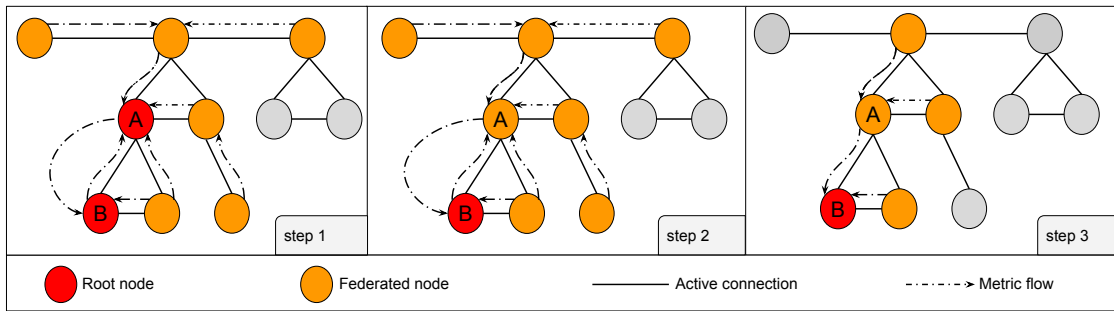 A A A
B B B
step 1 step 2 step 3
Root node Federated node Active connection Metric flow